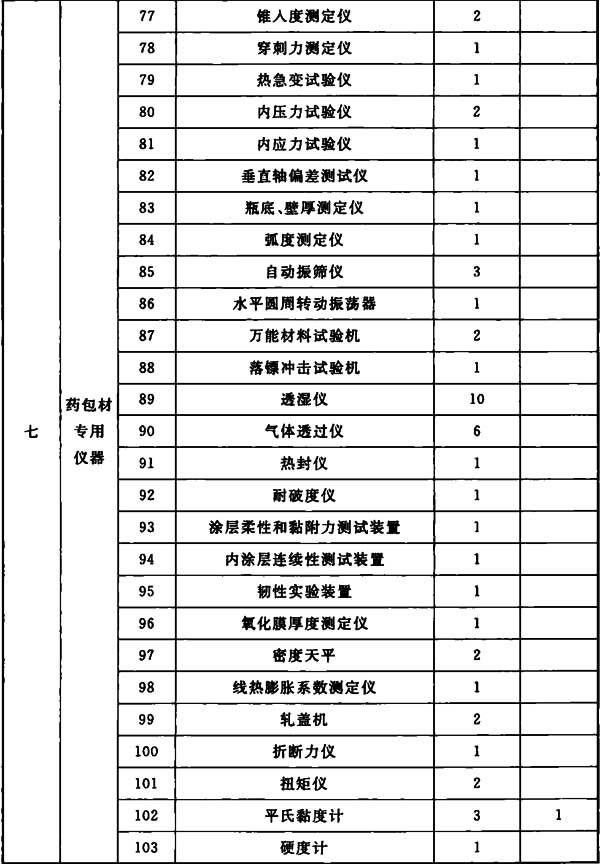 77 锥入度测定仪 2
78 穿刺力测定仪 1
79 热急变试验仪 1
80 内压力试验仪 2
81 内应力试验仪 1
82 垂直轴偏差测试仪 1
83 瓶底、壁厚测定仪 1
84 弧度测定仪 1
85 自动振筛仪 3
86 水平圆周转动振荡器 1
87 万能材料试验机 2
88 落镖冲击试验机 1
药包材
89 透湿仪 10
七 专用 90 气体透过仪 6
仪器
91 热封仪 1
92 耐破度仪 1
93 涂层柔性和黏附力测试装置 1
94 内涂层连续性测试装置 1
95 韧性实验装置 1
96 氧化膜厚度测定仪 1
97 密度天平 2
98 线热膨胀系数测定仪 1
99 轧盖机 2
100 折断力仪 1
101 扭矩仪 2
102 平氏黏度计 3 1
103 硬度计 1